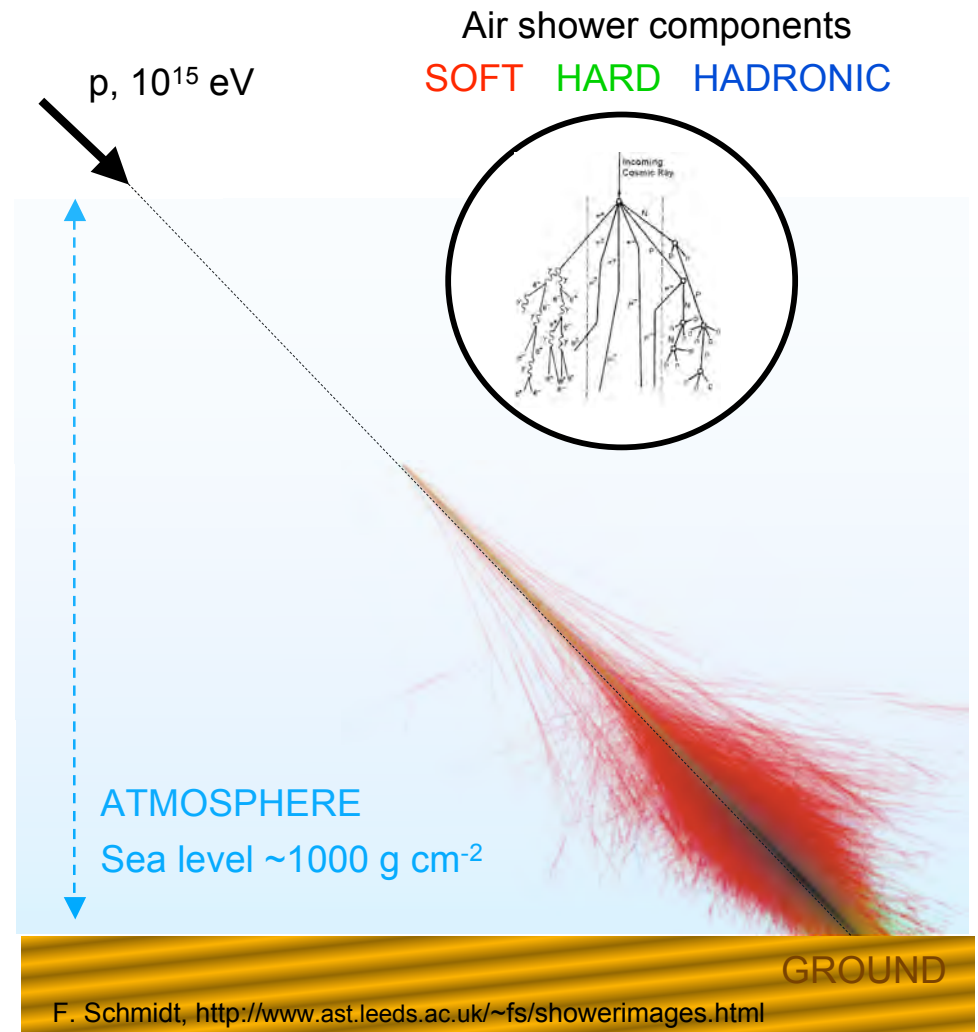 Air shower components
p, 10¹⁵ eV
SOFT HARD HADRONIC
Incoming
Cosmic Ray
ATMOSPHERE
Sea level ~1000 g cm⁻²
GROUND
F. Schmidt, http://www.ast.leeds.ac.uk/~fs/showerimages.html